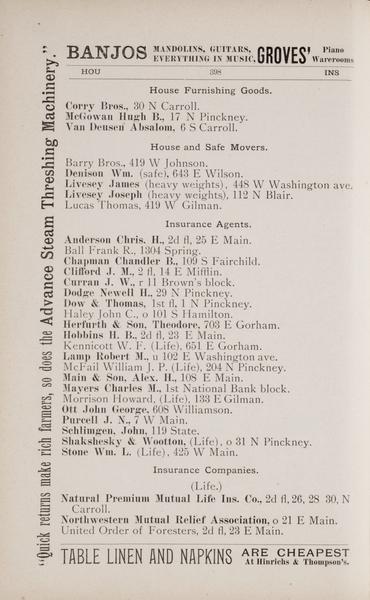 "Quick returns make rich farmers, so does the Advance Steam Threshing Machinery."
BANJOS MANDOLINS, GUITARS, EVERYTHING IN MUSIC, GROVES' Piano Warerooms
HOU 398 INS
House Furnishing Goods.
Corry Bros., 30 N Carroll.
McGowan Hugh B., 17 N Pinckney.
Van Deusen Absalom, 6 S Carroll.
House and Safe Movers.
Barry Bros., 419 W Johnson.
Denison Wm. (safe), 643 E Wilson.
Livesey James (heavy weights), 448 W Washington ave.
Livesey Joseph (heavy weights), 112 N Blair.
Lucas Thomas, 419 W Gilman.
Insurance Agents.
Anderson Chris. H., 2d fl, 25 E Main.
Ball Frank R., 1304 Spring.
Chapman Chandler B., 109 S Fairchild.
Clifford J. M., 2 fl, 14 E Mifflin.
Curran J. W., r 11 Brown's block.
Dodge Newell H., 29 N Pinckney.
Dow & Thomas, 1st fl, 1 N Pinckney.
Haley John C., o 101 S Hamilton.
Herfurth & Son, Theodore, 703 E Gorham.
Hobbins H. B., 2d fl, 23 E Main.
Kennicott W. F. (Life), 651 E Gorham.
Lamp Robert M., o 102 E Washington ave.
McFail William J. P. (Life), 204 N Pinckney.
Main & Son, Alex. H., 108 E Main.
Mayers Charles M., 1st National Bank block.
Morrison Howard, (Life), 133 E Gilman.
Ott John George, 608 Williamson.
Purcell J. N., 7 W Main.
Schlimgen, John, 119 State.
Shakshesky & Wootton, (Life), o 31 N Pinckney.
Stone Wm. L. (Life), 425 W Main.
Insurance Companies.
(Life.)
Natural Premium Mutual Life Ins. Co., 2d fl, 26, 28 30, N
Carroll.
Northwestern Mutual Relief Association, o 21 E Main.
United Order of Foresters, 2d fl, 23 E Main.
TABLE LINEN AND NAPKINS ARE CHEAPEST At Hinrichs & Thompson's.